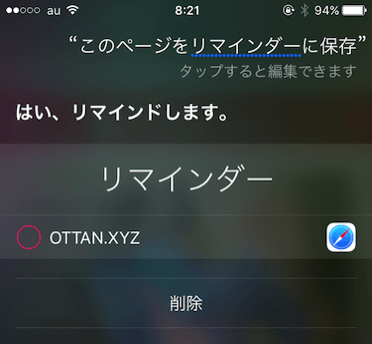 au 8:21 94%
“このページをリマインダーに保存”
タップすると編集できます
はい、リマインドします。
リマインダー
OTTAN.XYZ
削除